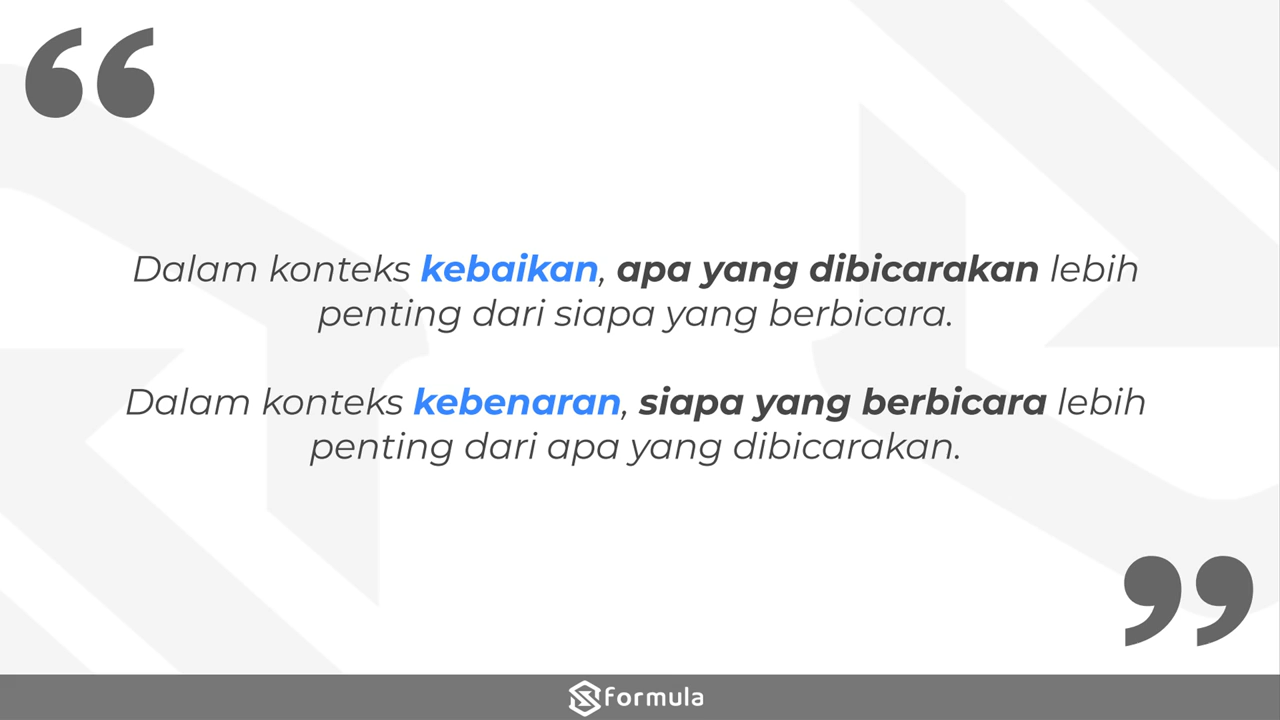 “
Dalam konteks kebaikan, apa yang dibicarakan lebih
penting dari siapa yang berbicara.
Dalam konteks kebenaran, siapa yang berbicara lebih
penting dari apa yang dibicarakan.
”
formula